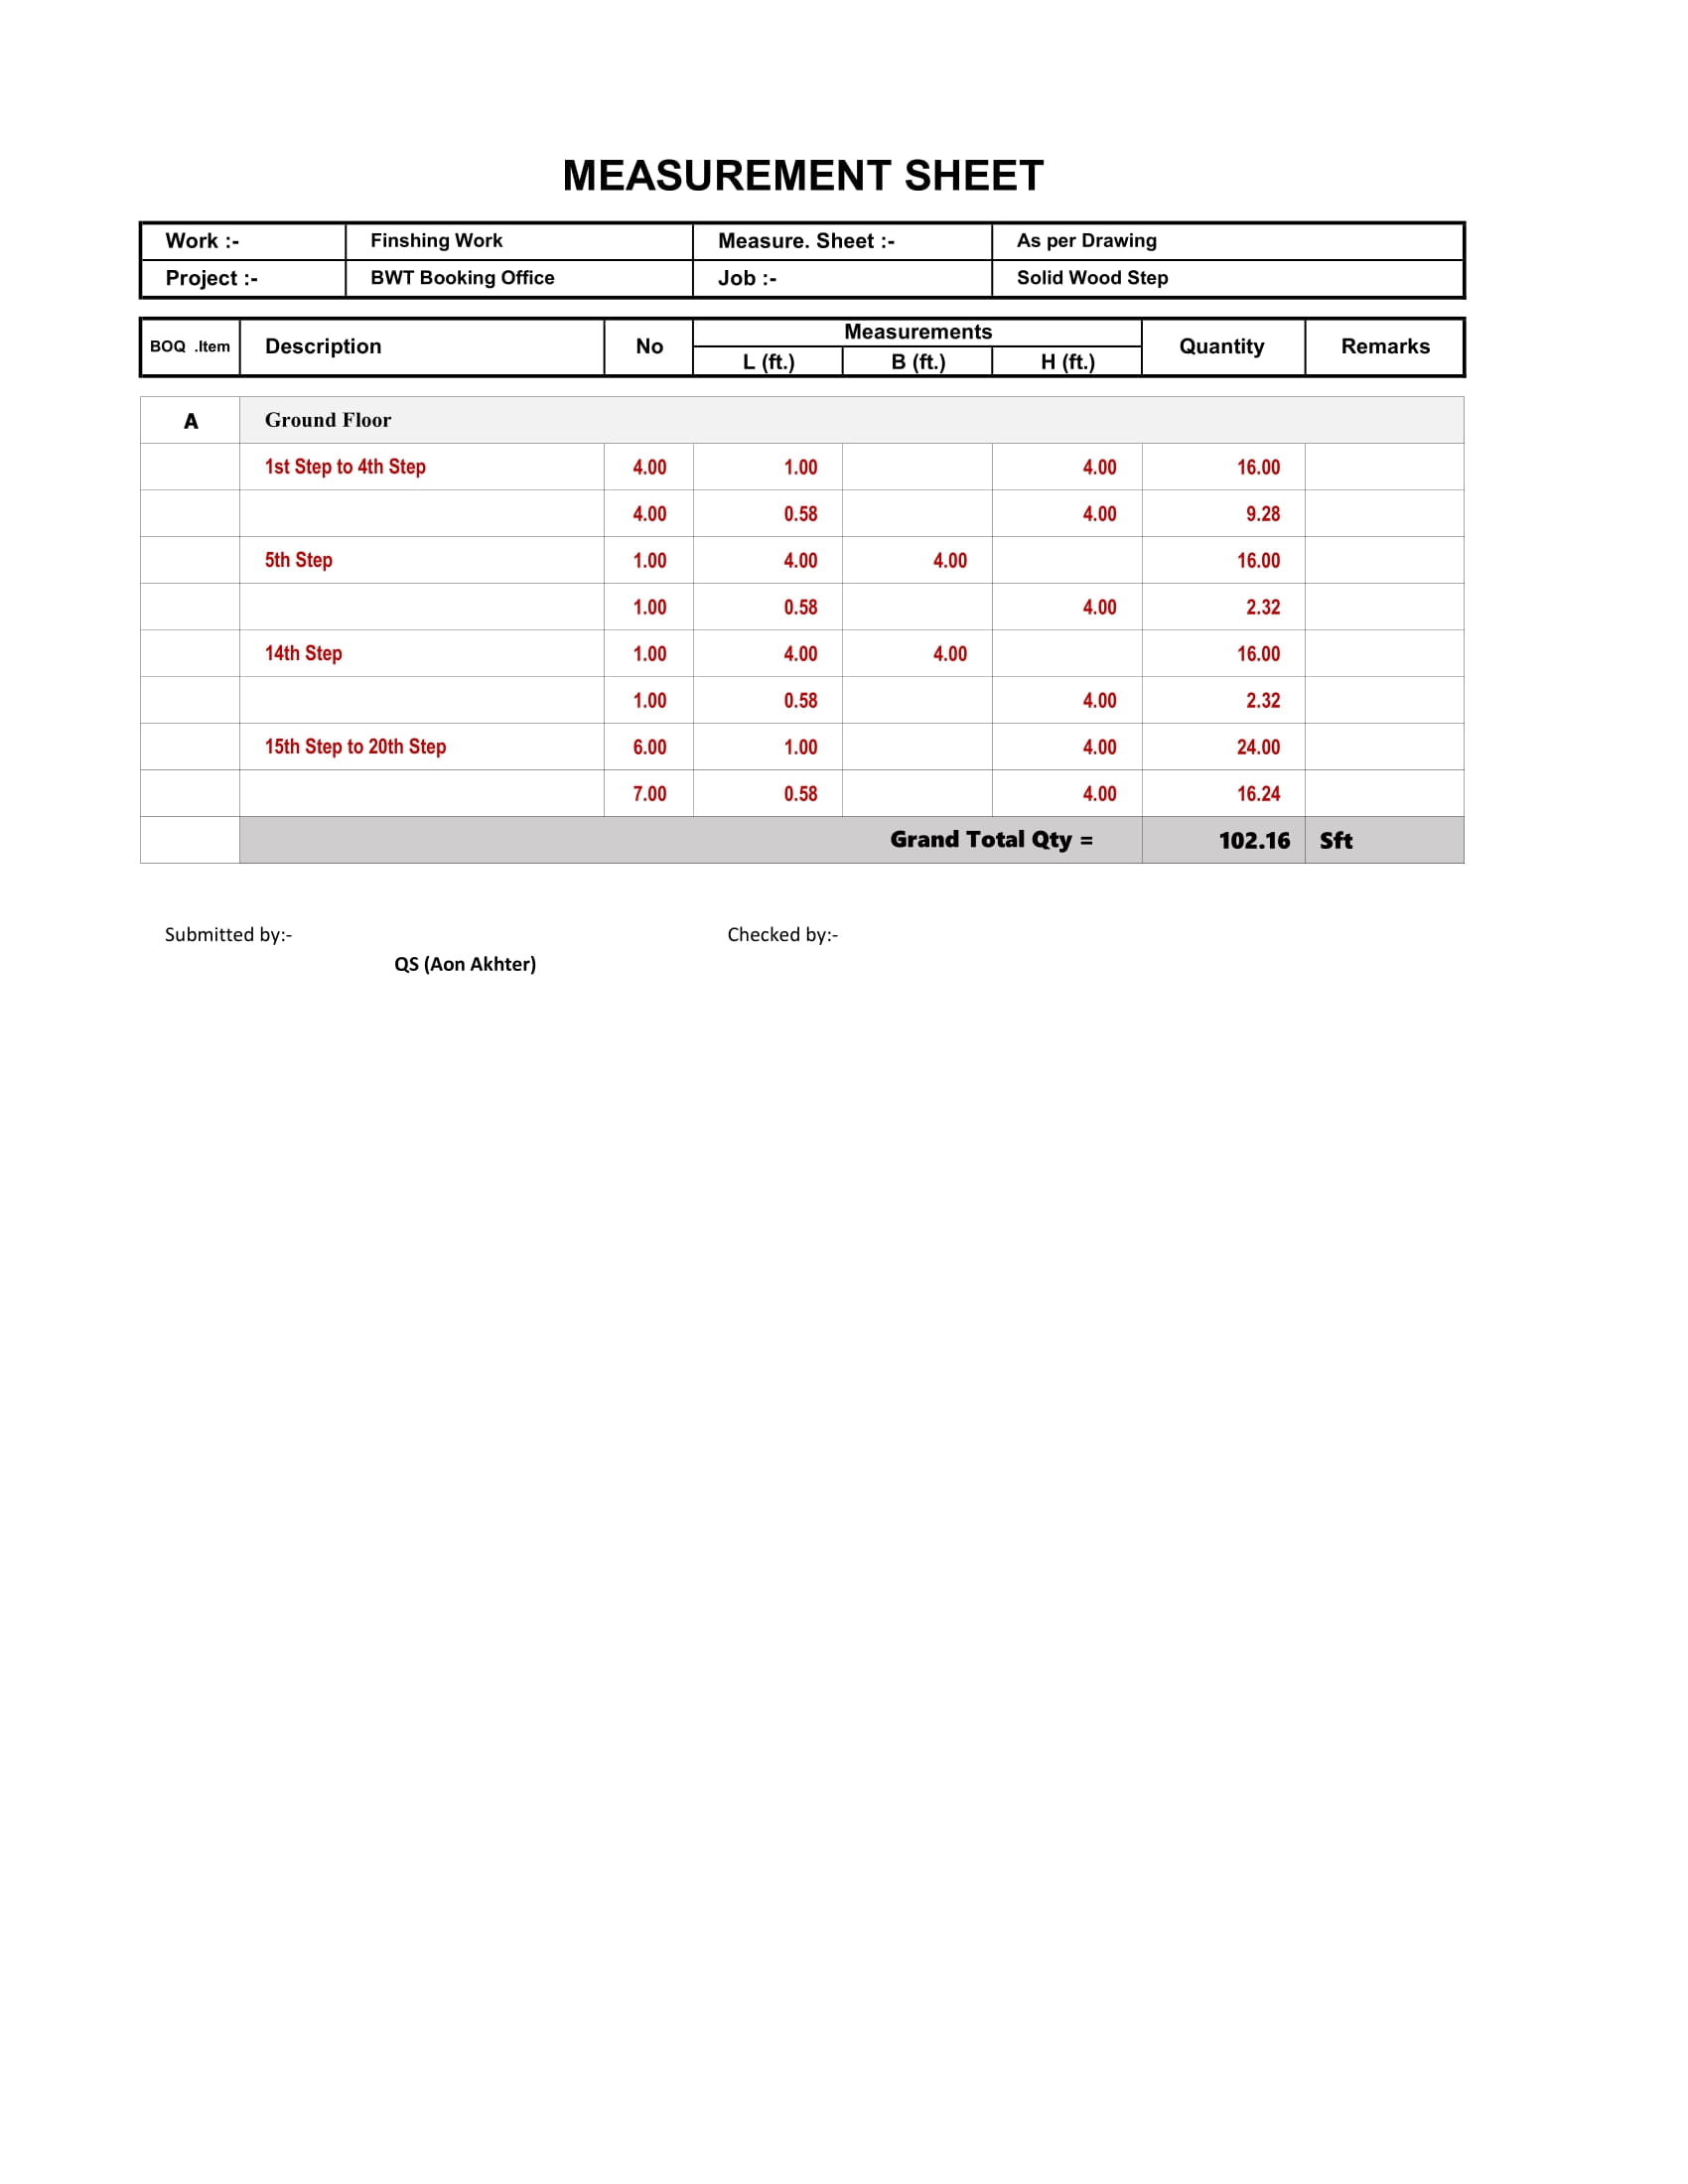 MEASUREMENT SHEET
Work :- Finshing Work Measure. Sheet :- As per Drawing
Project :- BWT Booking Office Job :- Solid Wood Step
BOQ .Item Description No Measurements Quantity Remarks
L (ft.) B (ft.) H (ft.)
A Ground Floor
1st Step to 4th Step 4.00 1.00 4.00 16.00
4.00 0.58 4.00 9.28
5th Step 1.00 4.00 4.00 16.00
1.00 0.58 4.00 2.32
14th Step 1.00 4.00 4.00 16.00
1.00 0.58 4.00 2.32
15th Step to 20th Step 6.00 1.00 4.00 24.00
7.00 0.58 4.00 16.24
Grand Total Qty = 102.16 Sft
Submitted by:- Checked by:-
QS (Aon Akhter)